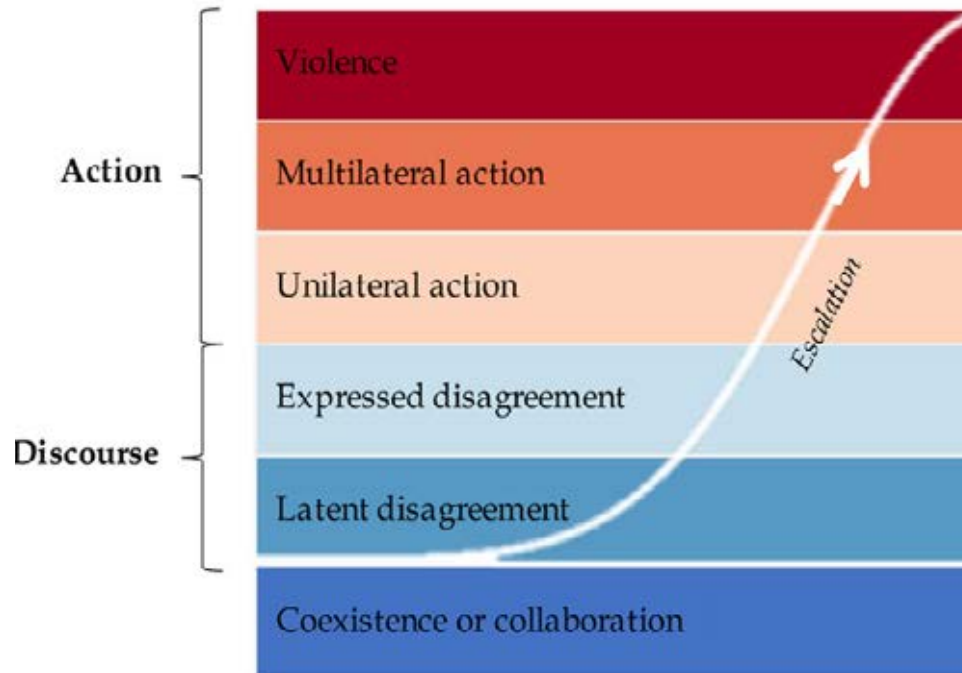 Violence
Action
Multilateral action
Unilateral action
Escalation
Expressed disagreement
Discourse
Latent disagreement
Coexistence or collaboration